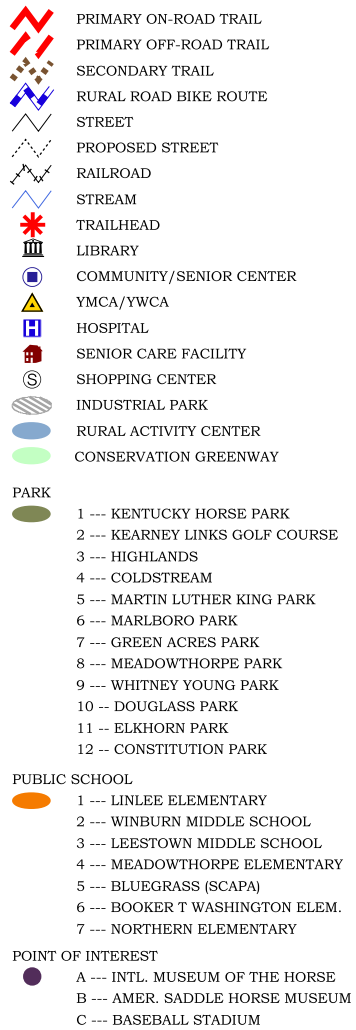 PRIMARY ON-ROAD TRAIL
PRIMARY OFF-ROAD TRAIL
SECONDARY TRAIL
RURAL ROAD BIKE ROUTE
STREET
PROPOSED STREET
RAILROAD
STREAM
TRAILHEAD
LIBRARY
COMMUNITY/SENIOR CENTER
YMCA/YWCA
H HOSPITAL
SENIOR CARE FACILITY
S SHOPPING CENTER
INDUSTRIAL PARK
RURAL ACTIVITY CENTER
CONSERVATION GREENWAY
PARK
1 --- KENTUCKY HORSE PARK
2 --- KEARNEY LINKS GOLF COURSE
3 --- HIGHLANDS
4 --- COLDSTREAM
5 --- MARTIN LUTHER KING PARK
6 --- MARLBORO PARK
7 --- GREEN ACRES PARK
8 --- MEADOWTHORPE PARK
9 --- WHITNEY YOUNG PARK
10 -- DOUGLASS PARK
11 -- ELKHORN PARK
12 -- CONSTITUTION PARK
PUBLIC SCHOOL
1 --- LINLEE ELEMENTARY
2 --- WINBURN MIDDLE SCHOOL
3 --- LEESTOWN MIDDLE SCHOOL
4 --- MEADOWTHORPE ELEMENTARY
5 --- BLUEGRASS (SCAPA)
6 --- BOOKER T WASHINGTON ELEM.
7 --- NORTHERN ELEMENTARY
POINT OF INTEREST
A --- INTL. MUSEUM OF THE HORSE
B --- AMER. SADDLE HORSE MUSEUM
C --- BASEBALL STADIUM